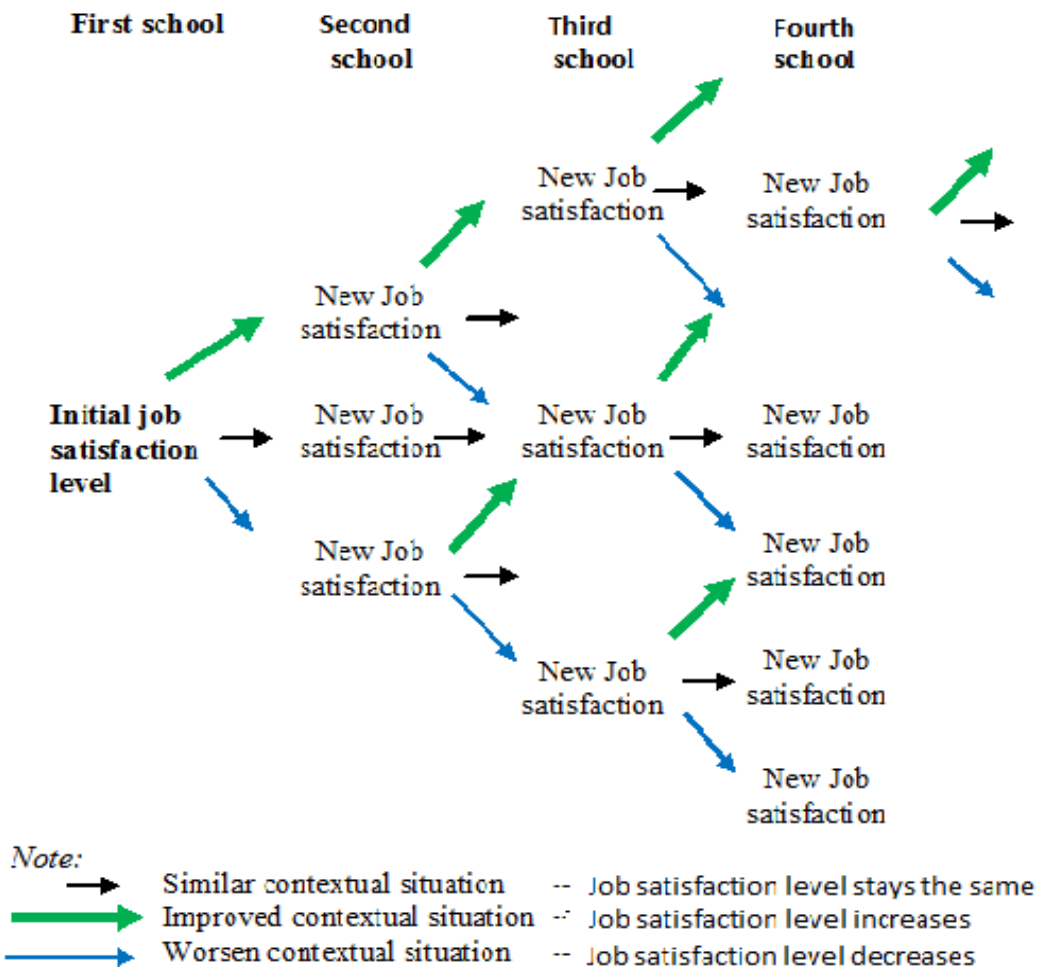 First school
Second
school
Third
school
Fourth
school
New Job
satisfaction
New Job
satisfaction
New Job
satisfaction
Initial job
satisfaction
level
New Job
satisfaction
New Job
satisfaction
New Job
satisfaction
New Job
satisfaction
New Job
satisfaction
New Job
satisfaction
New Job
satisfaction
New Job
satisfaction
Note:
Similar contextual situation -- Job satisfaction level stays the same
Improved contextual situation -- Job satisfaction level increases
Worsen contextual situation -- Job satisfaction level decreases